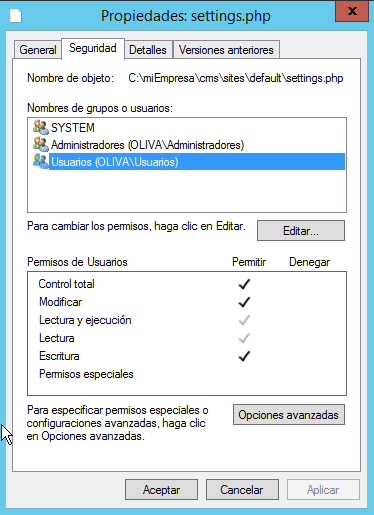 Propiedades: settings.php
x
General
Seguridad
Detalles
Versiones anteriores
Nombre de objeto: C:\miEmpresa\cms\sites\default\settings.php
Nombres de grupos o usuarios:
SYSTEM
Administradores (OLIVA\Administradores)
Usuarios (OLIVA\Usuarios)
Para cambiar los permisos, haga clic en Editar.
Editar...
Permisos de Usuarios Permitir Denegar
Control total
Modificar
Lectura y ejecución
Lectura
Escritura
Permisos especiales
Para especificar permisos especiales o
configuraciones avanzadas, haga clic
en Opciones avanzadas.
Opciones avanzadas
Aceptar
Cancelar
Aplicar